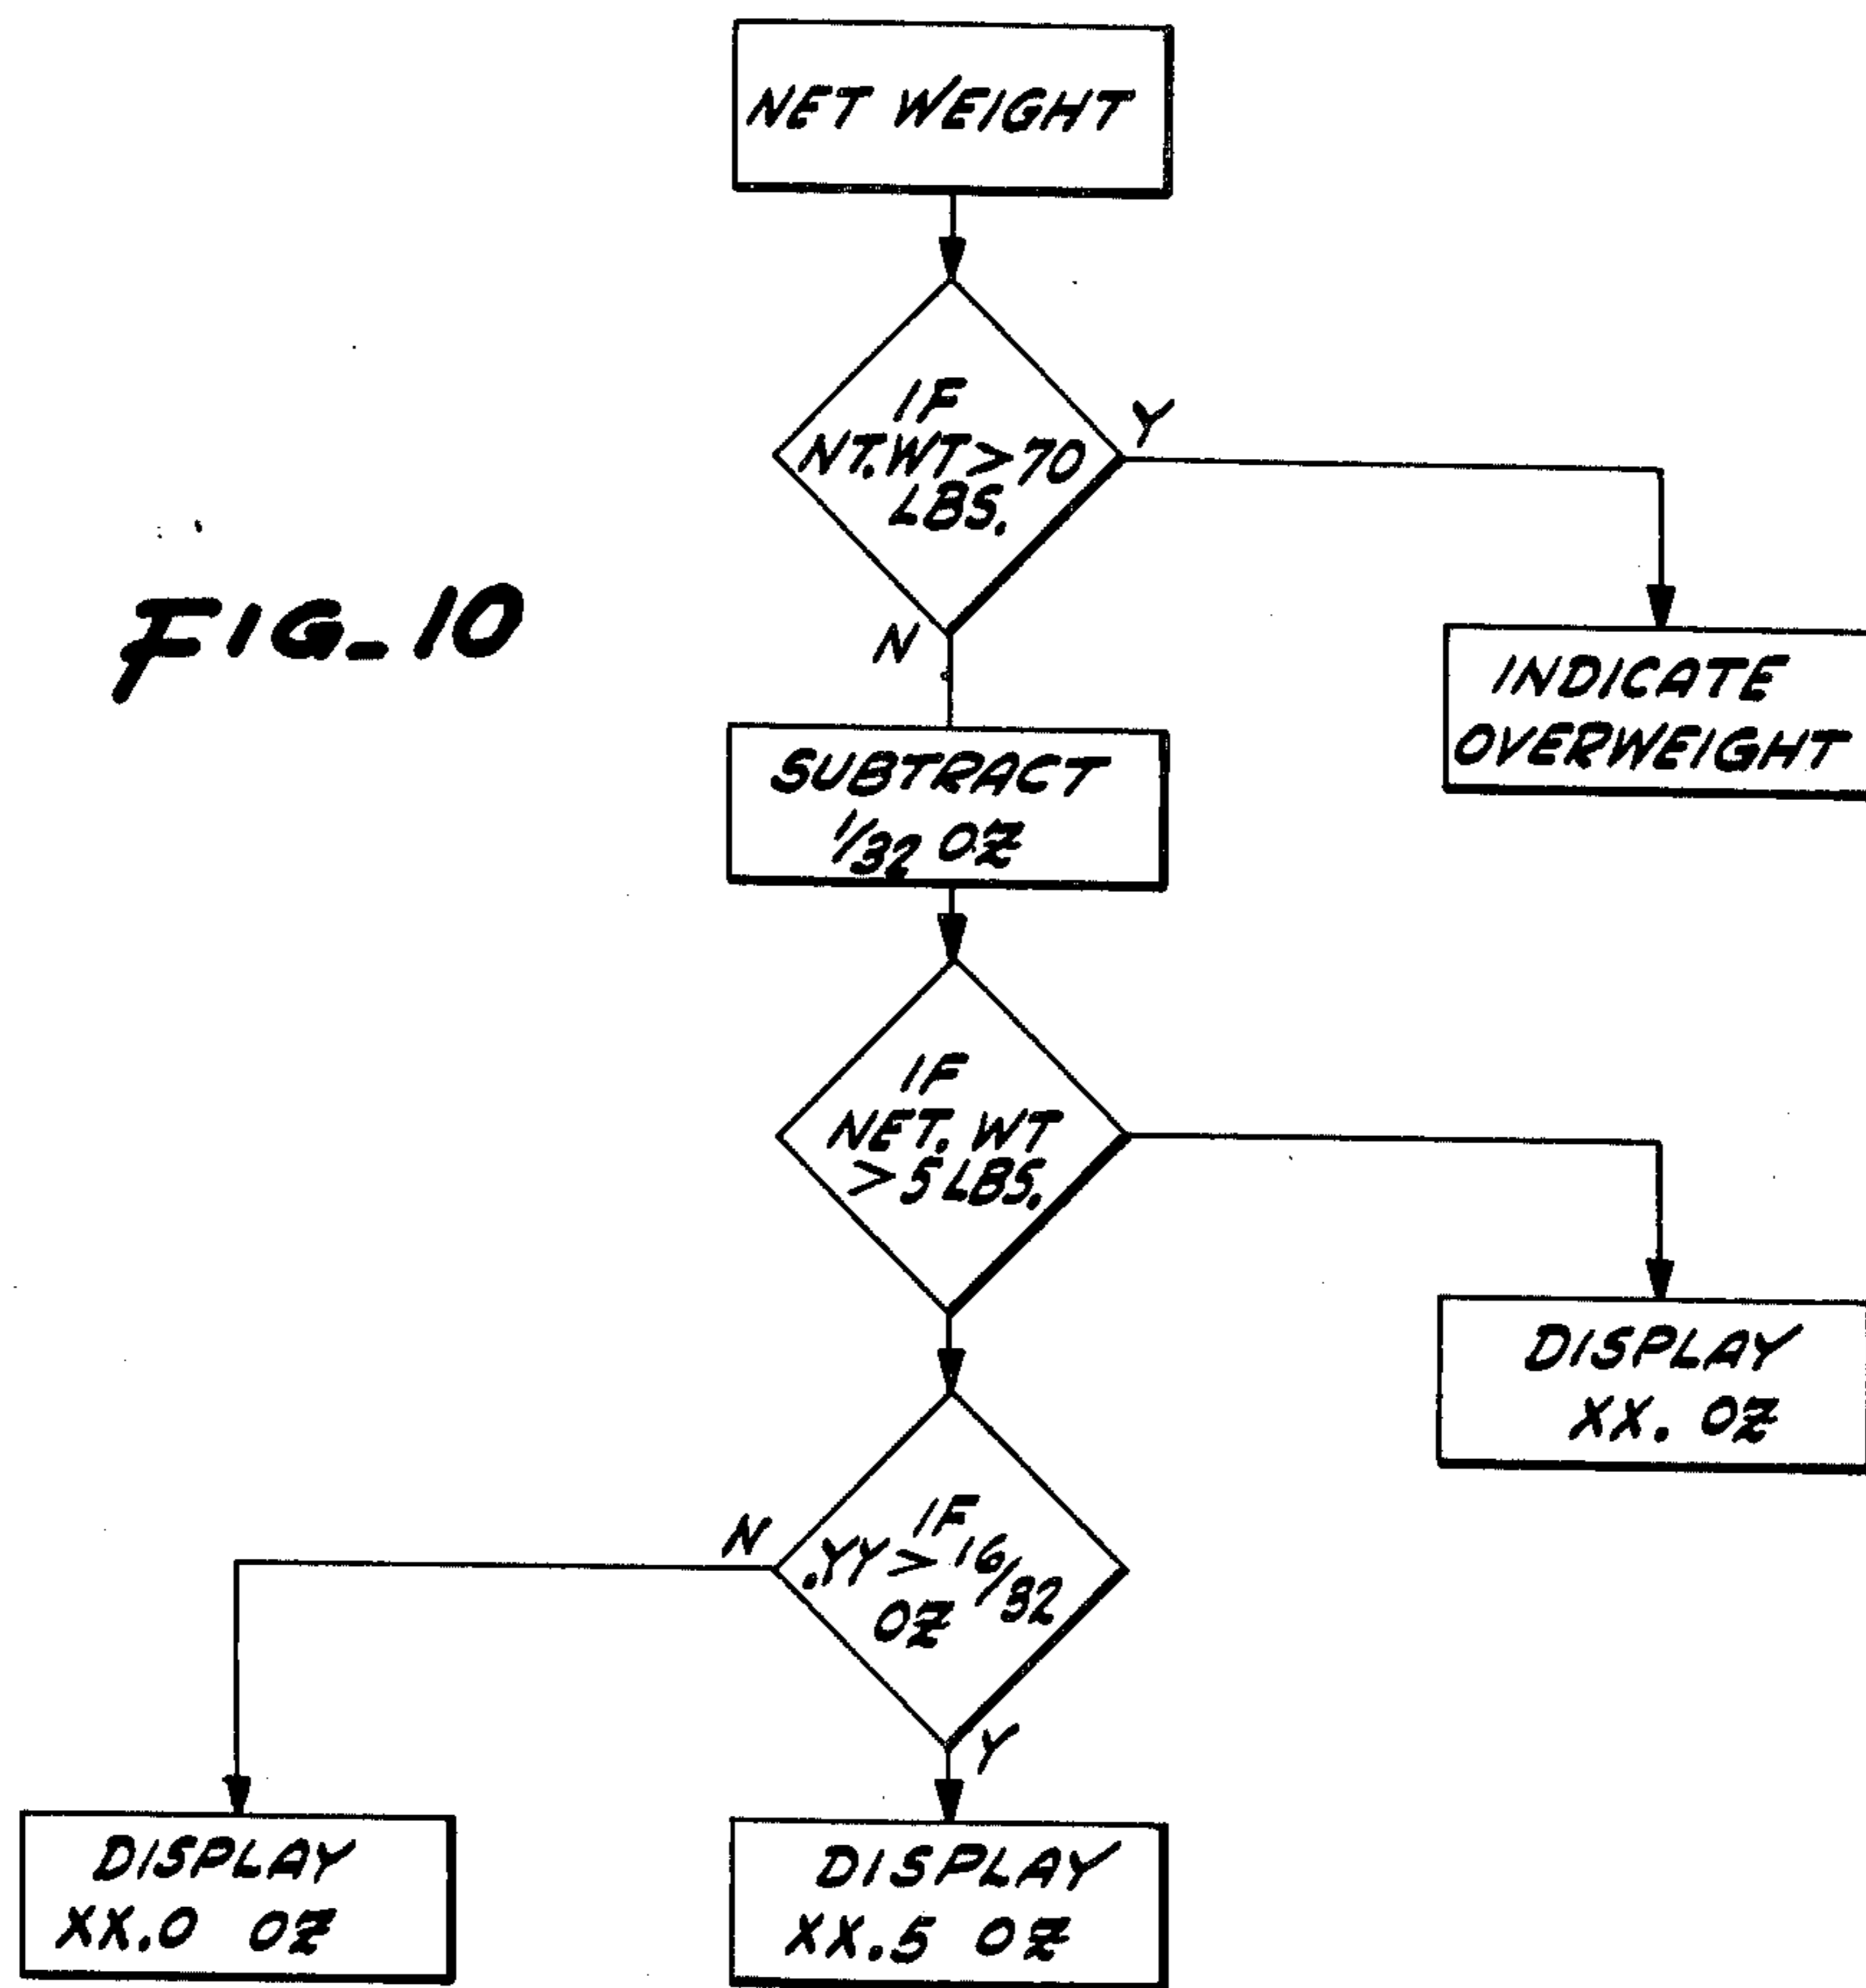 NET WEIGHT
IF
NT.WT > 70
LBS.
Y
N
INDICATE
OVERWEIGHT
FIG_10
SUBTRACT
1/32 OZ
IF
NET. WT
> 5 LBS.
DISPLAY
XX. OZ
IF
.YY > 16/32
OZ
N
Y
DISPLAY
XX.0 OZ
DISPLAY
XX.5 OZ